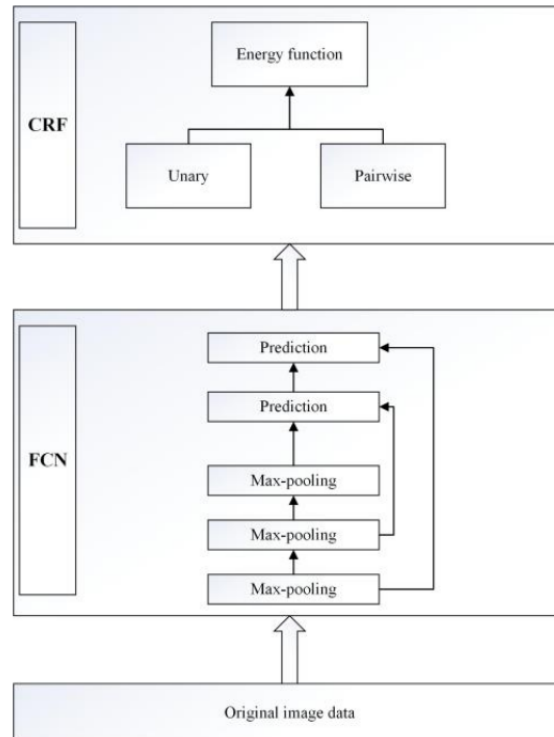 CRF
Energy function
Unary
Pairwise
FCN
Prediction
Prediction
Max-pooling
Max-pooling
Max-pooling
Original image data